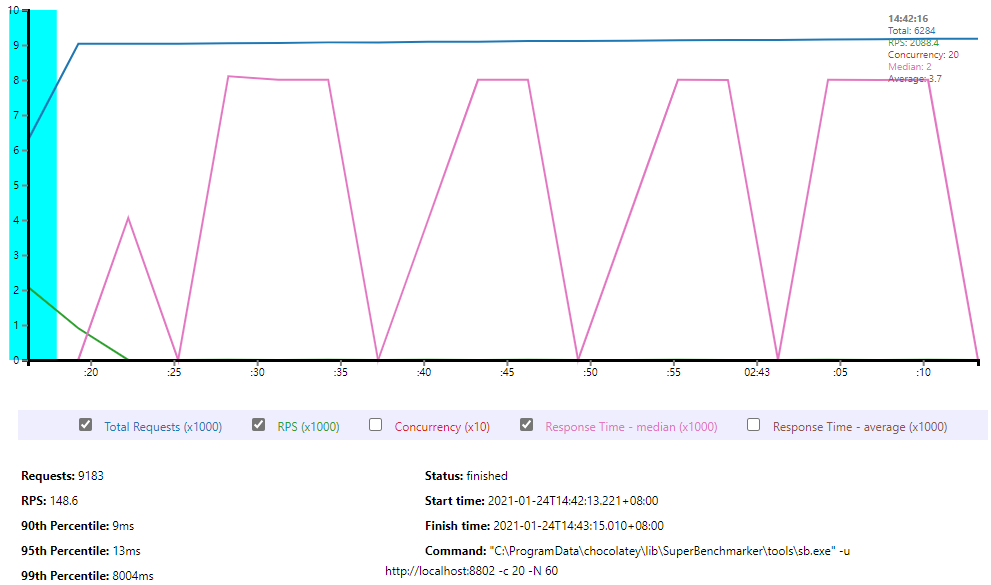 10
9
8
7
6
5
4
3
2
1
0
14:42:16
Total: 6284
RPS: 2088.4
Concurrency: 20
Median: 2
Average: 3.7
:20 :25 :30 :35 :40 :45 :50 :55 02:43 :05 :10
Total Requests (x1000) RPS (x1000) Concurrency (x10) Response Time - median (x1000) Response Time - average (x1000)
Requests: 9183
RPS: 148.6
90th Percentile: 9ms
95th Percentile: 13ms
99th Percentile: 8004ms
Status: finished
Start time: 2021-01-24T14:42:13.221+08:00
Finish time: 2021-01-24T14:43:15.010+08:00
Command: "C:\ProgramData\chocolatey\lib\SuperBenchmarker\tools\sb.exe" -u
http://localhost:8802 -c 20 -N 60